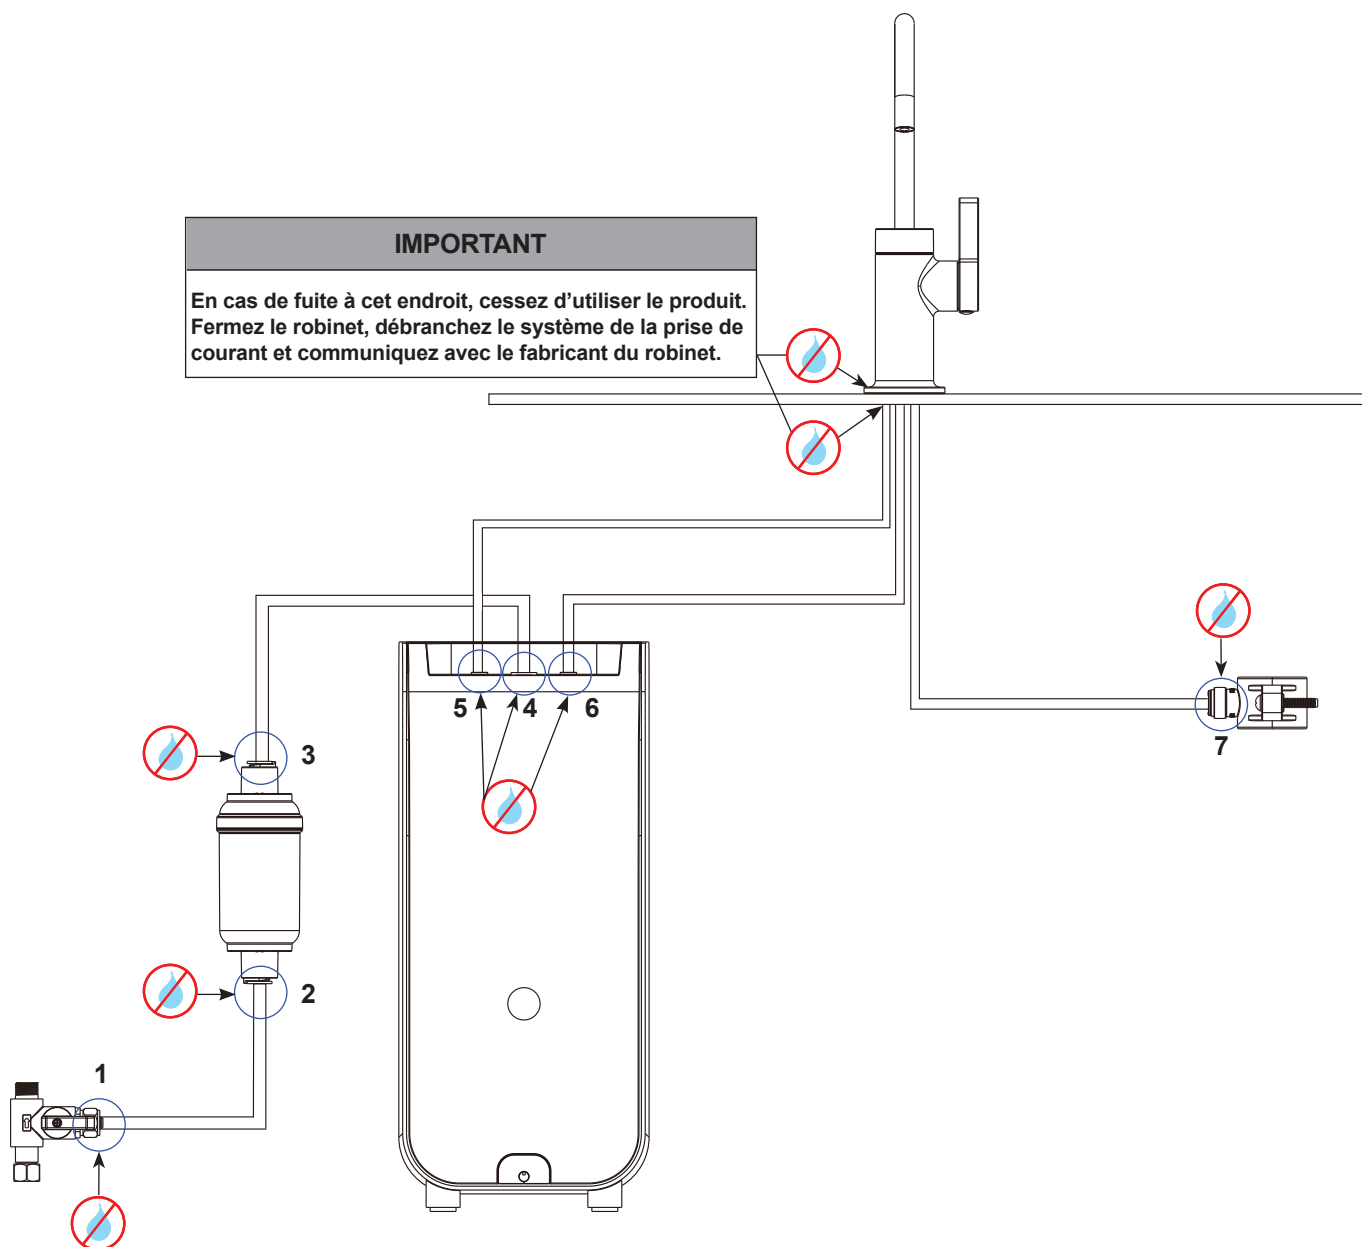 IMPORTANT
En cas de fuite à cet endroit, cessez d’utiliser le produit.
Fermez le robinet, débranchez le système de la prise de
courant et communiquez avec le fabricant du robinet.
5
4
6
7
3
2
1